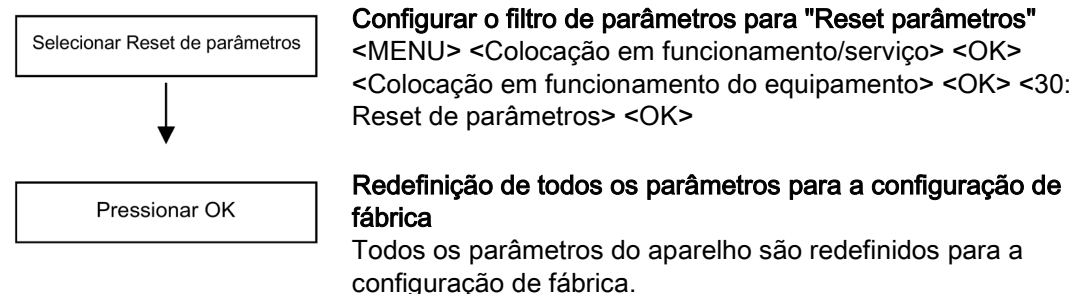 Selecionar Reset de parâmetros
Configurar o filtro de parâmetros para "Reset parâmetros"
<MENU> <Colocação em funcionamento/serviço> <OK>
<Colocação em funcionamento do equipamento> <OK> <30:
Reset de parâmetros> <OK>
Pressionar OK
Redefinição de todos os parâmetros para a configuração de
fábrica
Todos os parâmetros do aparelho são redefinidos para a
configuração de fábrica.